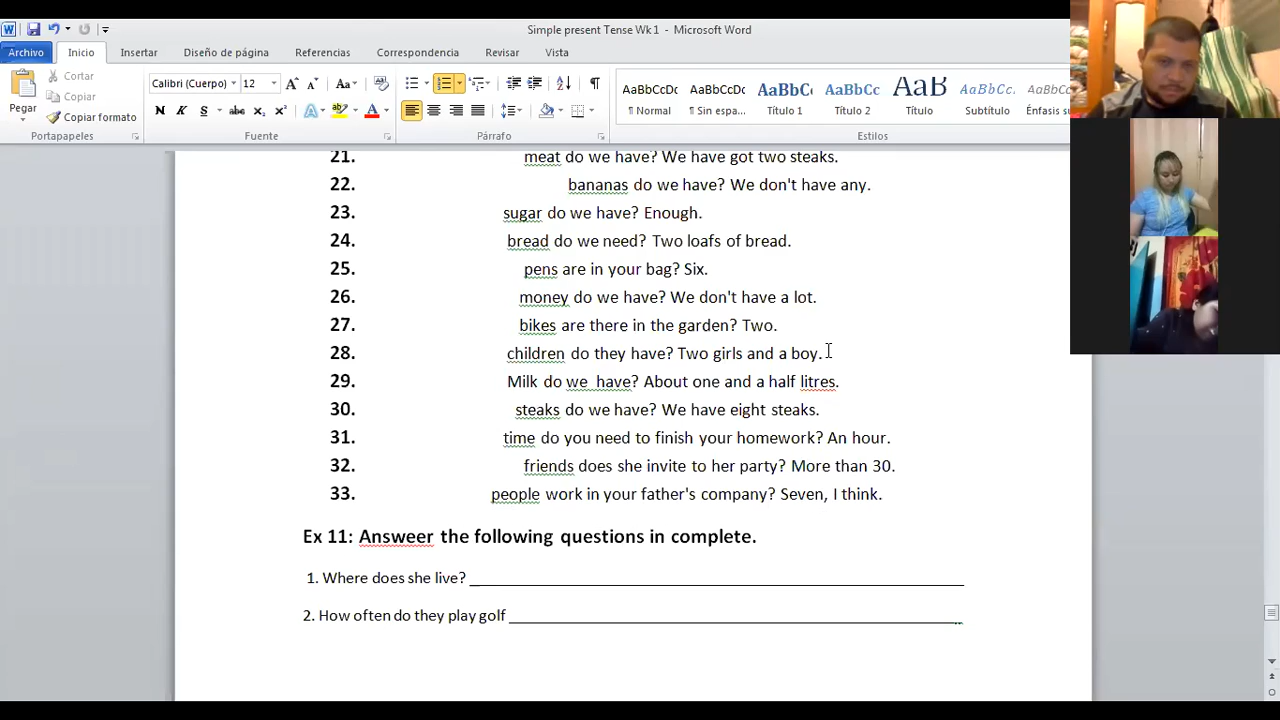 Simple present Tense Wk 1 - Microsoft Word
Archivo Inicio Insertar Diseño de página Referencias Correspondencia Revisar Vista
Pegar
Cortar
Copiar
Copiar formato
Portapapeles
Calibri (Cuerpo) 12
N K S abc x₂ x²
Fuente
Párrafo
AaBbCcDc AaBbCcDc AaBbC AaBbCc AaB AaBbCc. AaBbCc
¶ Normal ¶ Sin espa... Título 1 Título 2 Título Subtítulo Énfasis s
Estilos
21. meat do we have? We have got two steaks.
22. bananas do we have? We don't have any.
23. sugar do we have? Enough.
24. bread do we need? Two loafs of bread.
25. pens are in your bag? Six.
26. money do we have? We don't have a lot.
27. bikes are there in the garden? Two.
28. children do they have? Two girls and a boy.
29. Milk do we have? About one and a half litres.
30. steaks do we have? We have eight steaks.
31. time do you need to finish your homework? An hour.
32. friends does she invite to her party? More than 30.
33. people work in your father's company? Seven, I think.
Ex 11: Answeer the following questions in complete.
1. Where does she live? ____________________
2. How often do they play golf ____________________